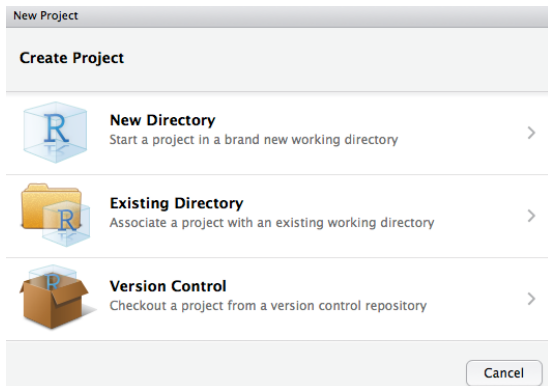 New Project
Create Project
R
New Directory
Start a project in a brand new working directory
R
Existing Directory
Associate a project with an existing working directory
R
Version Control
Checkout a project from a version control repository
Cancel